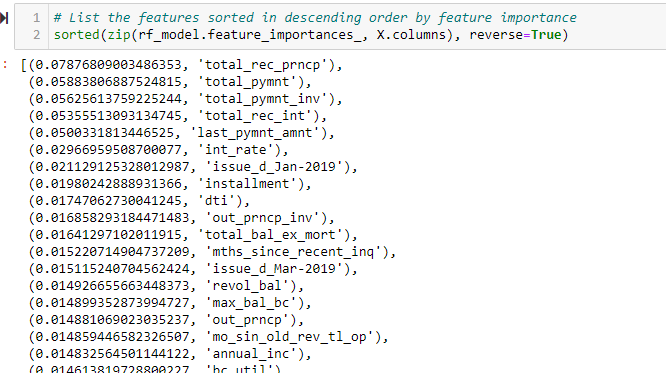 1 # List the features sorted in descending order by feature importance
2 sorted(zip(rf_model.feature_importances_, X.columns), reverse=True)
: [(0.07876809003486353, 'total_rec_prncp'),
(0.05883806887524815, 'total_pymnt'),
(0.05625613759225244, 'total_pymnt_inv'),
(0.05355513093134745, 'total_rec_int'),
(0.0500331813446525, 'last_pymnt_amnt'),
(0.02966959508700077, 'int_rate'),
(0.021129125328012987, 'issue_d_Jan-2019'),
(0.01980242888931366, 'installment'),
(0.01747062730041245, 'dti'),
(0.016858293184471483, 'out_prncp_inv'),
(0.01641297102011915, 'total_bal_ex_mort'),
(0.015220714904737209, 'mths_since_recent_inq'),
(0.015115240704562424, 'issue_d_Mar-2019'),
(0.014926655663448373, 'revol_bal'),
(0.014899352873994727, 'max_bal_bc'),
(0.014881069023035237, 'out_prncp'),
(0.014859446582326507, 'mo_sin_old_rev_tl_op'),
(0.014832564501144122, 'annual_inc'),
(0.014613819728800227, 'bc_util')